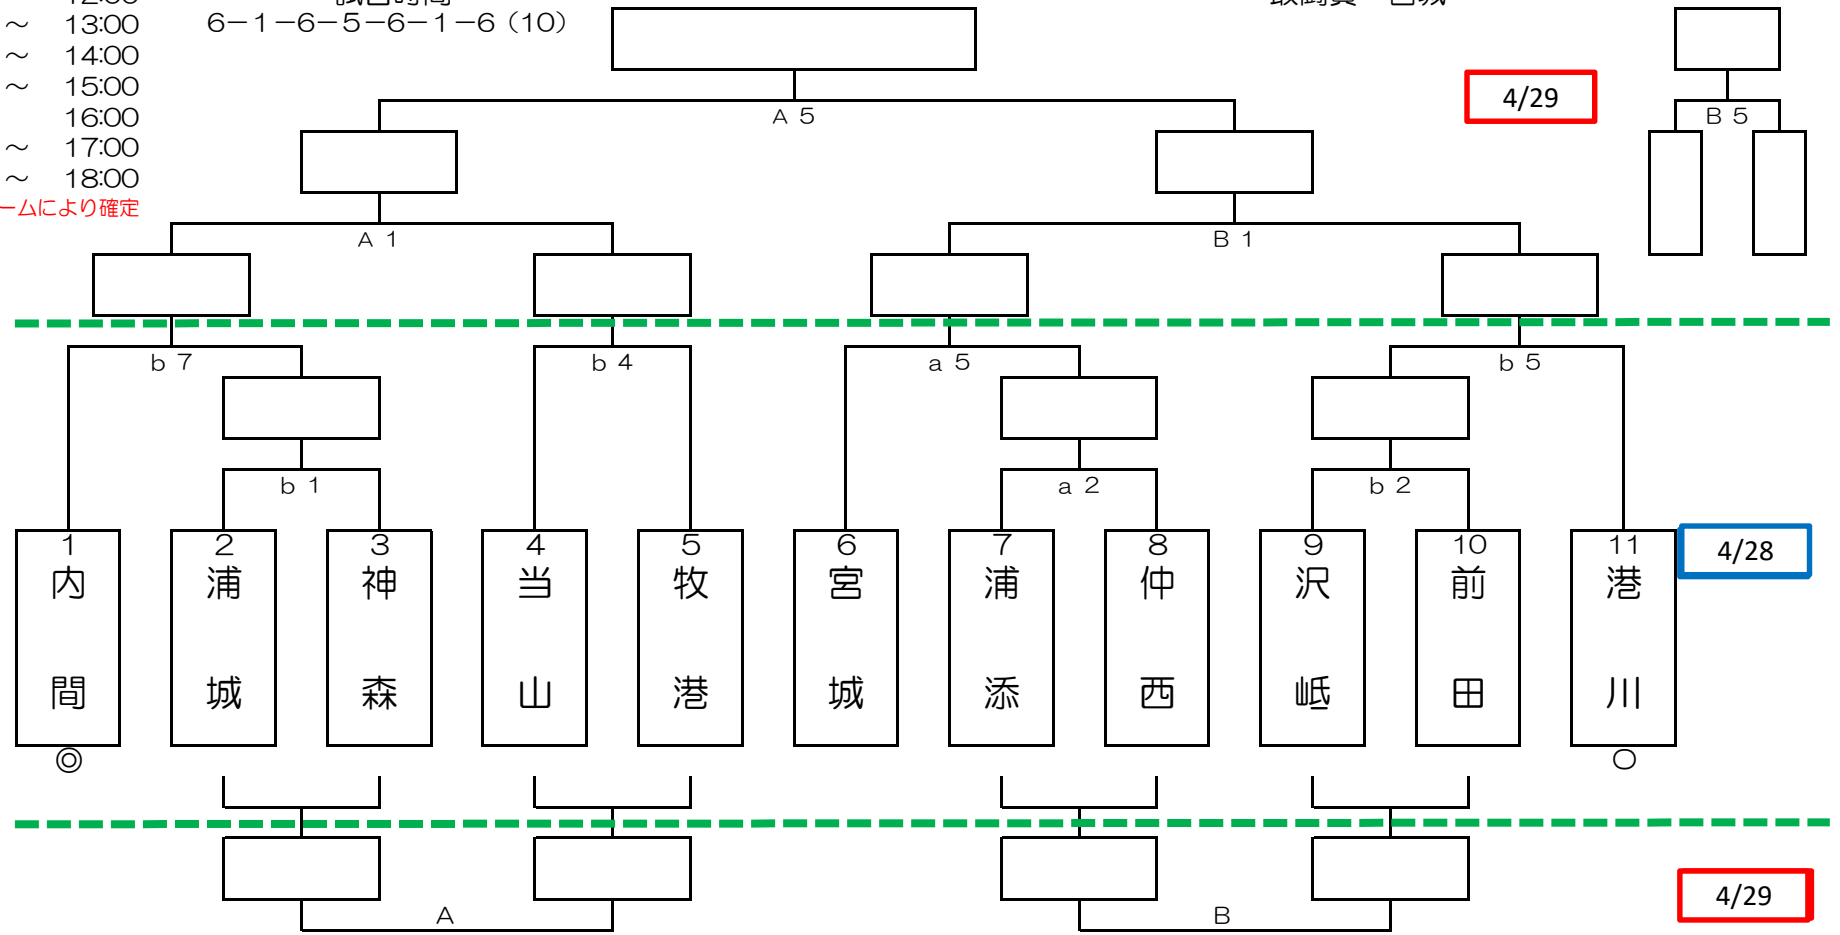 ~ 13:00 6-1-6-5-6-1-6(10)
~ 14:00
~ 15:00
4/29
16:00
A 5
B 5
~ 17:00
~ 18:00
ームにより確定
A 1
B 1
b 7
b 4
a 5
b 5
b 1
a 2
b 2
1 内間 ◎
2 浦城
3 神森
4 当山
5 牧港
6 宮城
7 浦添
8 仲西
9 沢岻
10 前田
11 港川 ○
4/28
A
B
4/29